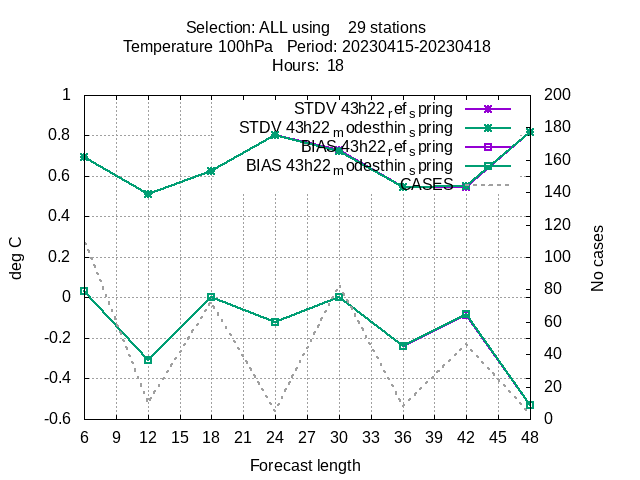 Selection: ALL using 29 stations
Temperature 100hPa Period: 20230415-20230418
Hours: 18
STDV 43h22_ref_spring
STDV 43h22_modesthin_spring
BIAS 43h22_ref_spring
BIAS 43h22_modesthin_spring
CASES
1
0.8
0.6
0.4
0.2
0
-0.2
-0.4
-0.6
deg C
200
180
160
140
120
100
80
60
40
20
0
No cases
6 9 12 15 18 21 24 27 30 33 36 39 42 45 48
Forecast length